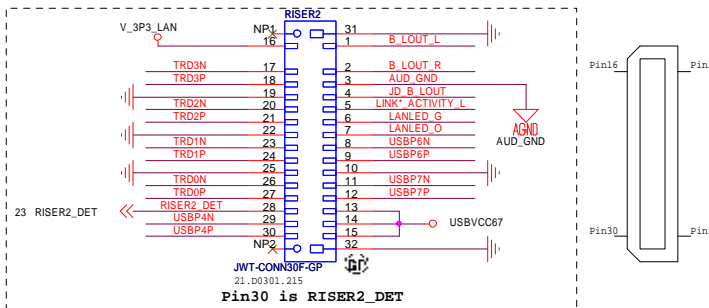 RISER2
V_3P3_LAN
NP1
31
16
1
B_LOUT_L
TRD3N
17
2
B_LOUT_R
TRD3P
18
3
AUD_GND
19
4
JD_B_LOUT
TRD2N
20
5
LINK*_ACTIVITY_L
TRD2P
21
6
LANLED_G
22
7
LANLED_O
TRD1N
23
8
USBP6N
TRD1P
24
9
USBP6P
25
10
TRD0N
26
11
USBP7N
TRD0P
27
12
USBP7P
23 RISER2_DET
RISER2_DET
28
13
USBP4N
29
14
USBVCC67
USBP4P
30
15
NP2
32
AGND
AUD_GND
JWT-CONN30F-GP
GP
21.D0301.215
Pin30 is RISER2_DET
Pin16
Pin
Pin30
Pin